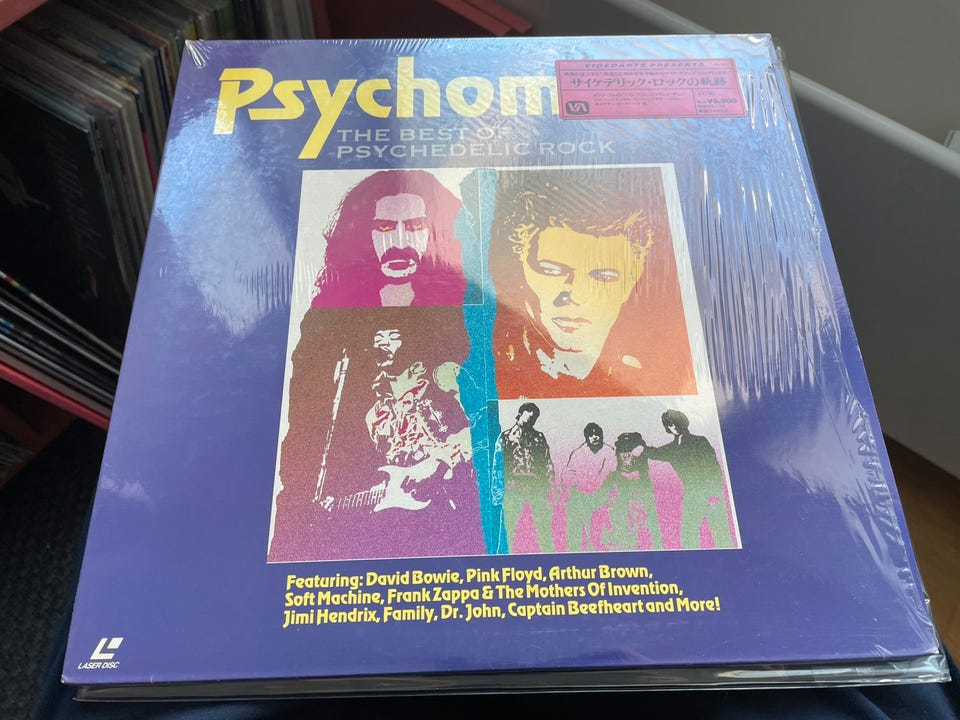 Psychom
THE BEST OF
PSYCHEDELIC ROCK
VIDEOARTS PRESENTS
サイケデリック・ロックの軌跡
¥5,900
Featuring: David Bowie, Pink Floyd, Arthur Brown,
Soft Machine, Frank Zappa & The Mothers Of Invention,
Jimi Hendrix, Family, Dr. John, Captain Beefheart and More!
LASER DISC